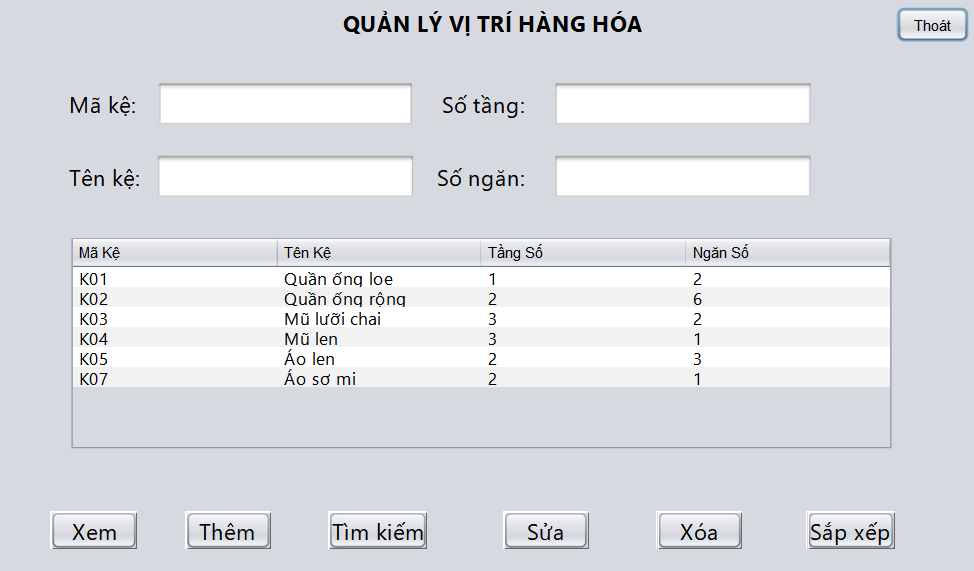 QUẢN LÝ VỊ TRÍ HÀNG HÓA
Thoát
Mã kệ: Số tầng:
Tên kệ: Số ngăn:
Mã Kệ Tên Kệ Tầng Số Ngăn Số
K01 Quần ống loe 1 2
K02 Quần ống rộng 2 6
K03 Mũ lưỡi chai 3 2
K04 Mũ len 3 1
K05 Áo len 2 3
K07 Áo sơ mi 2 1
Xem Thêm Tìm kiếm Sửa Xóa Sắp xếp